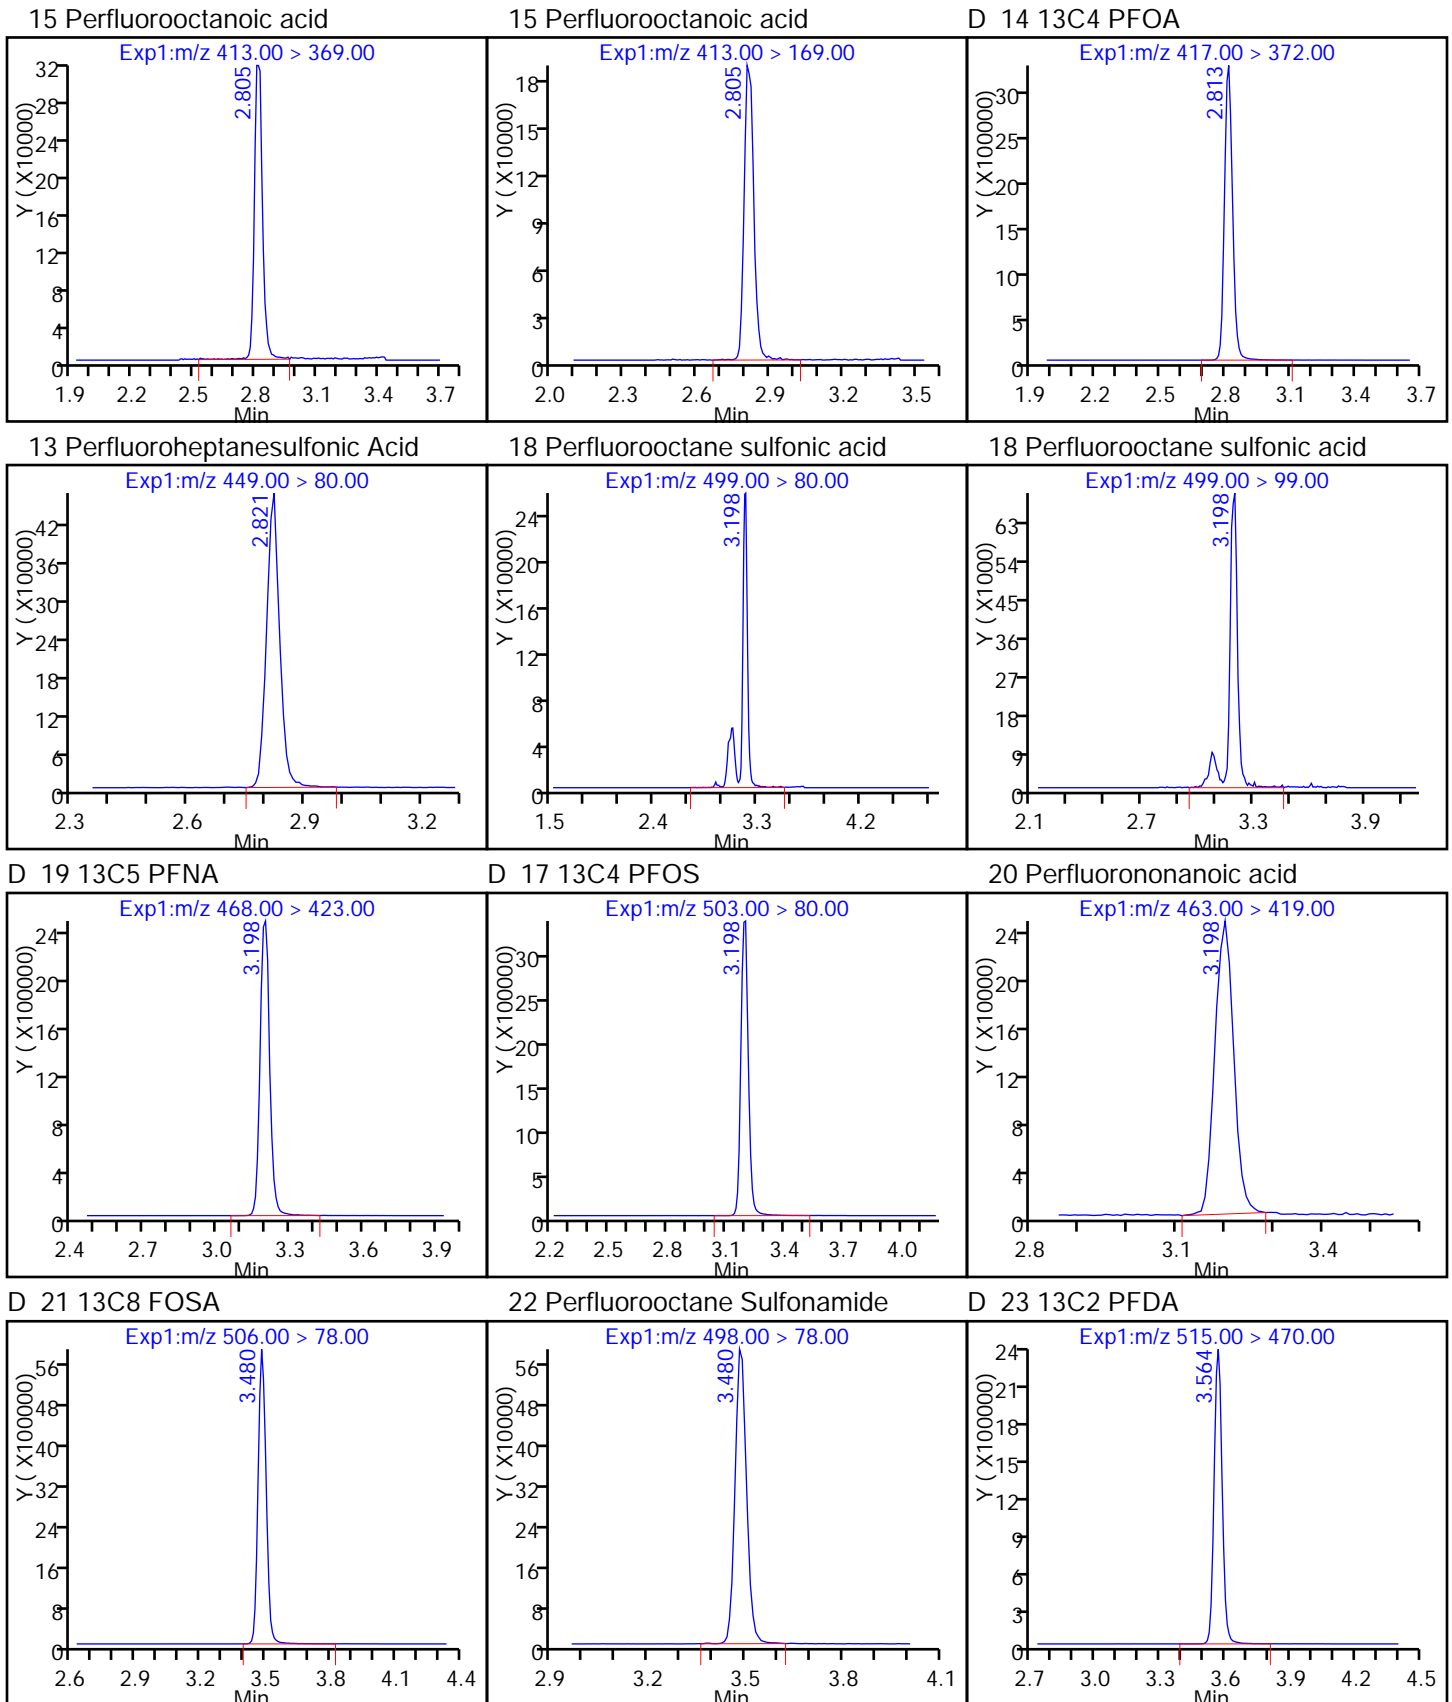 15 Perfluorooctanoic acid
Exp1:m/z 413.00 > 369.00
2.805
Y ( X10000)
32
28
24
20
16
12
8
4
0
1.9 2.2 2.5 2.8 3.1 3.4 3.7
Min
15 Perfluorooctanoic acid
Exp1:m/z 413.00 > 169.00
2.805
Y ( X10000)
18
15
12
9
6
3
0
2.0 2.3 2.6 2.9 3.2 3.5
Min
D 14 13C4 PFOA
Exp1:m/z 417.00 > 372.00
2.813
Y ( X100000)
30
25
20
15
10
5
0
1.9 2.2 2.5 2.8 3.1 3.4 3.7
Min
13 Perfluoroheptanesulfonic Acid
Exp1:m/z 449.00 > 80.00
2.821
Y ( X10000)
42
36
30
24
18
12
6
0
2.3 2.6 2.9 3.2
Min
18 Perfluorooctane sulfonic acid
Exp1:m/z 499.00 > 80.00
3.198
Y ( X10000)
24
20
16
12
8
4
0
1.5 2.4 3.3 4.2
Min
18 Perfluorooctane sulfonic acid
Exp1:m/z 499.00 > 99.00
3.198
Y ( X1000)
63
54
45
36
27
18
9
0
2.1 2.7 3.3 3.9
Min
D 19 13C5 PFNA
Exp1:m/z 468.00 > 423.00
3.198
Y ( X100000)
24
20
16
12
8
4
0
2.4 2.7 3.0 3.3 3.6 3.9
Min
D 17 13C4 PFOS
Exp1:m/z 503.00 > 80.00
3.198
Y ( X100000)
30
25
20
15
10
5
0
2.2 2.5 2.8 3.1 3.4 3.7 4.0
Min
20 Perfluorononanoic acid
Exp1:m/z 463.00 > 419.00
3.198
Y ( X10000)
24
20
16
12
8
4
0
2.8 3.1 3.4
Min
D 21 13C8 FOSA
Exp1:m/z 506.00 > 78.00
3.480
Y ( X100000)
56
48
40
32
24
16
8
0
2.6 2.9 3.2 3.5 3.8 4.1 4.4
Min
22 Perfluorooctane Sulfonamide
Exp1:m/z 498.00 > 78.00
3.480
Y ( X10000)
56
48
40
32
24
16
8
0
2.9 3.2 3.5 3.8 4.1
Min
D 23 13C2 PFDA
Exp1:m/z 515.00 > 470.00
3.564
Y ( X100000)
24
21
18
15
12
9
6
3
0
2.7 3.0 3.3 3.6 3.9 4.2 4.5
Min